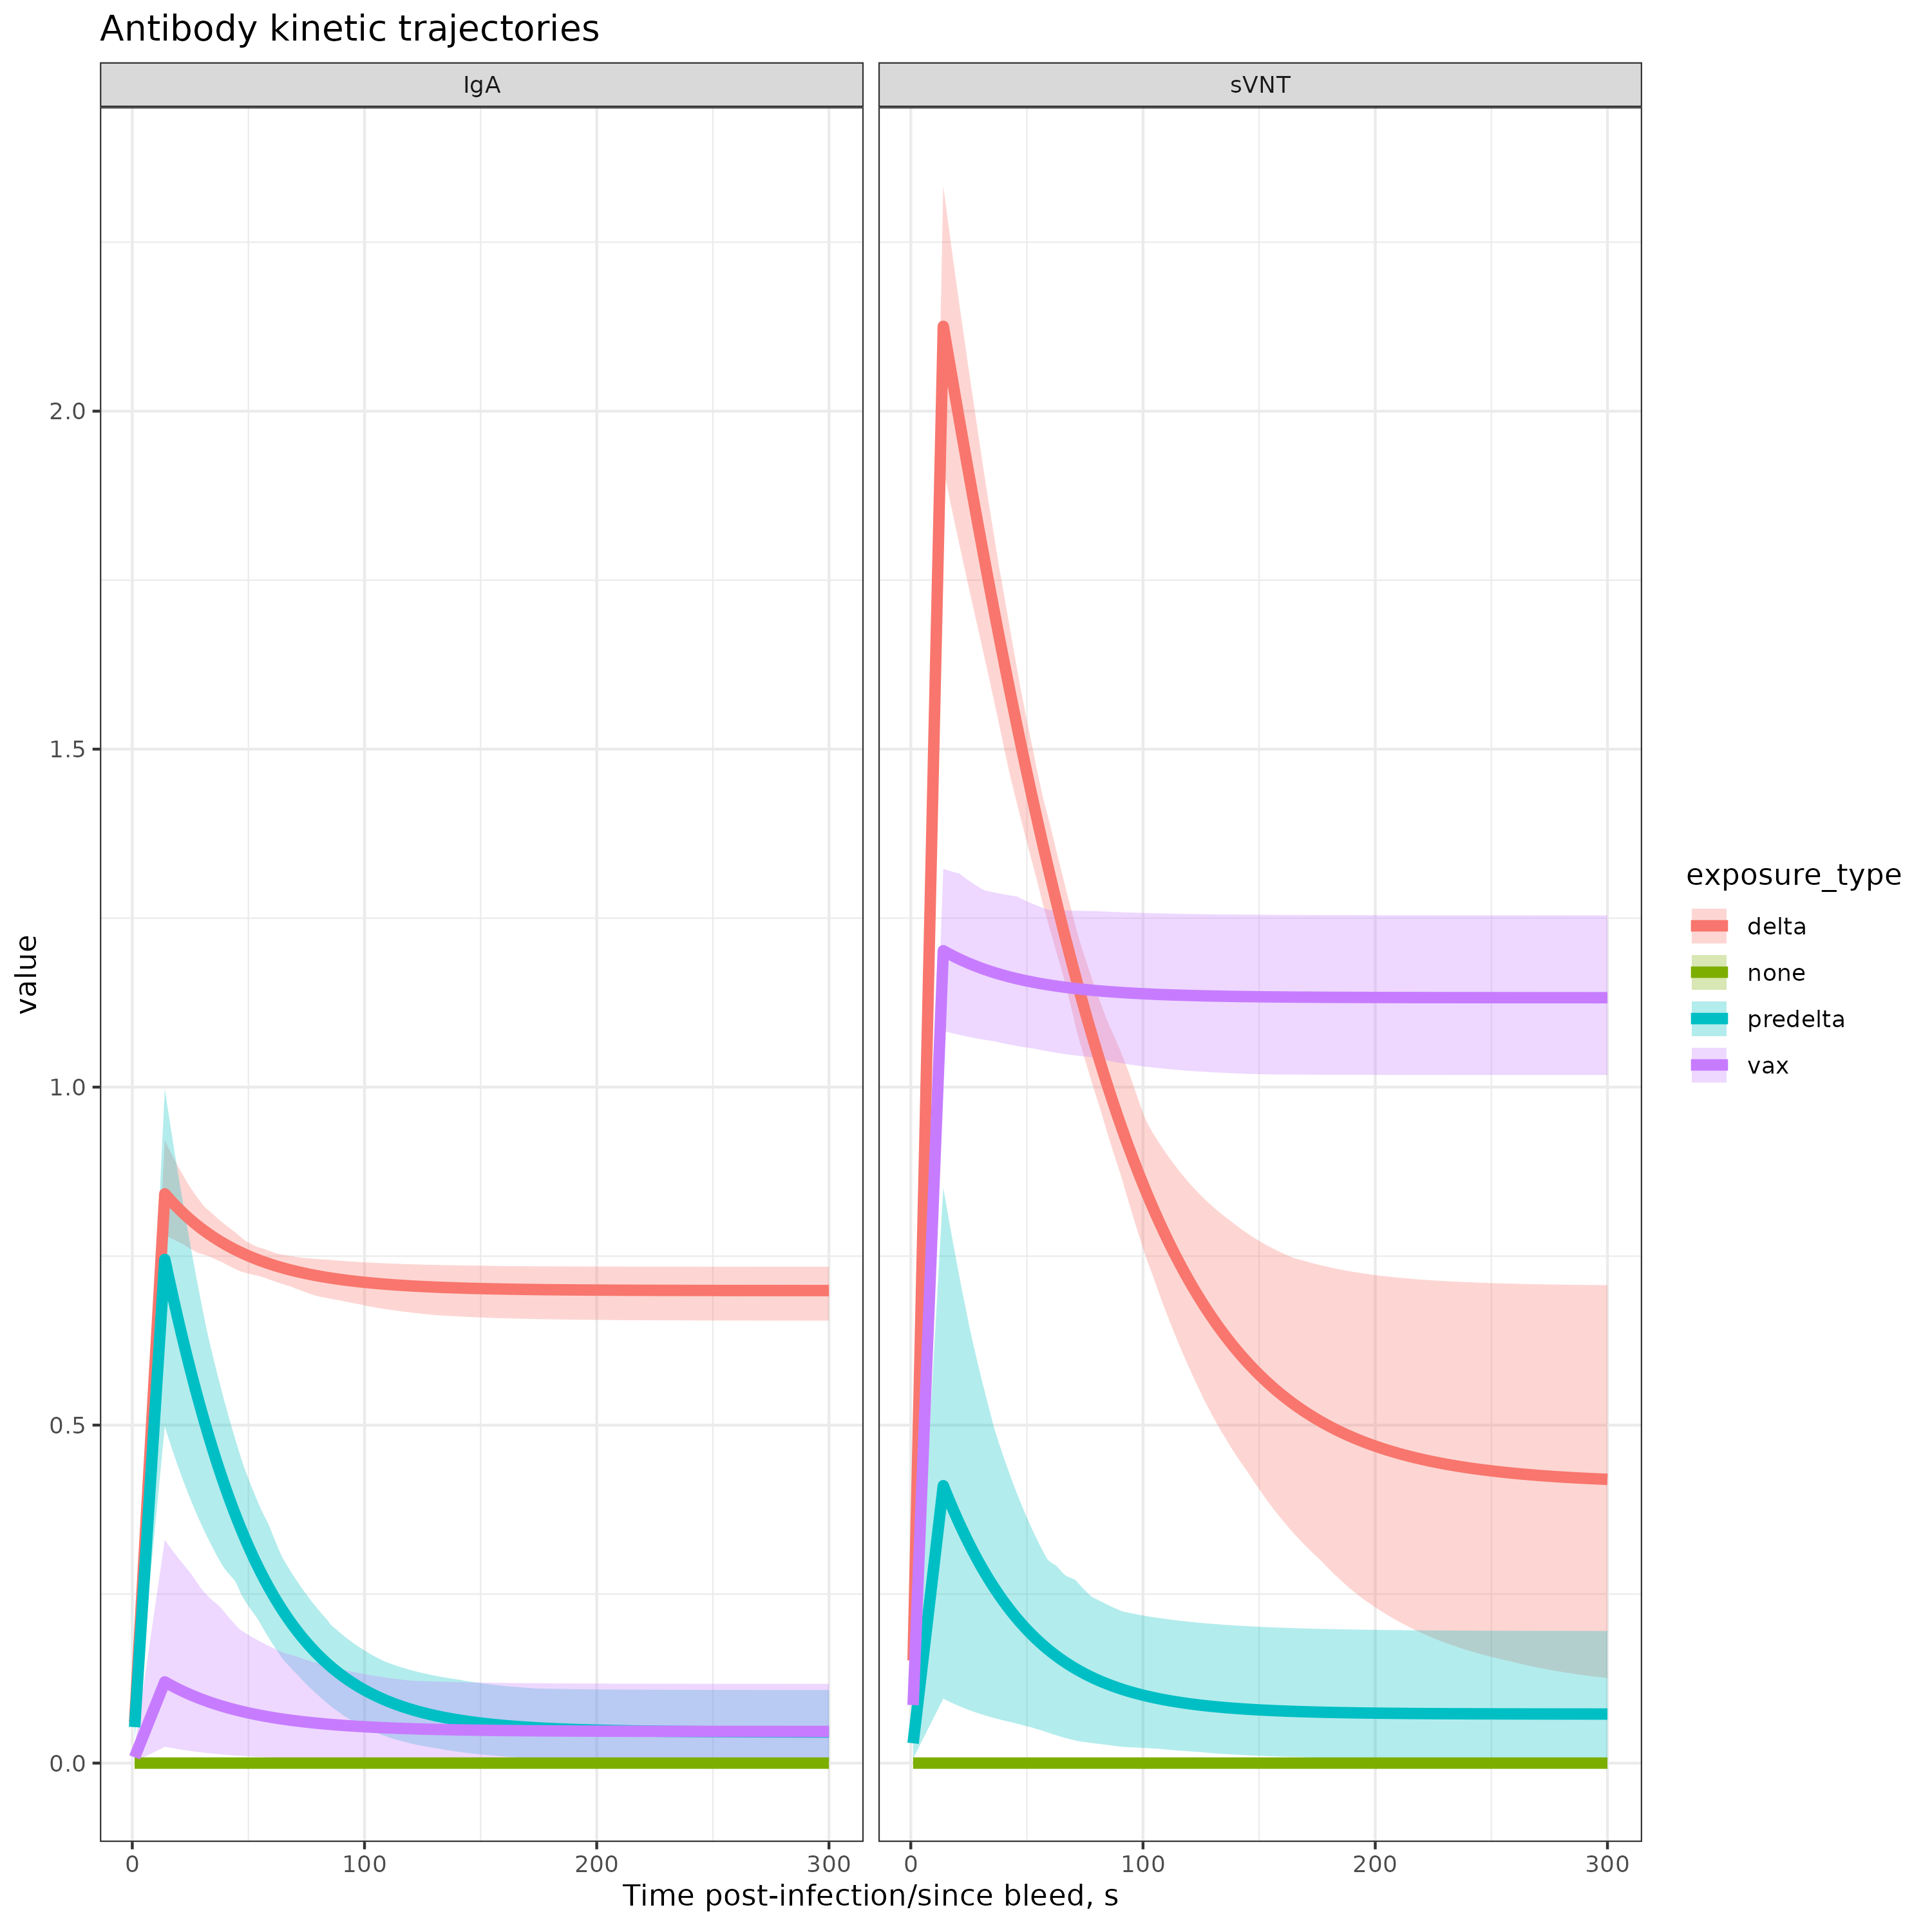 Antibody kinetic trajectories
IgA
sVNT
value
2.0
1.5
1.0
0.5
0.0
0
100
200
300
0
100
200
300
Time post-infection/since bleed, s
exposure_type
delta
none
predelta
vax